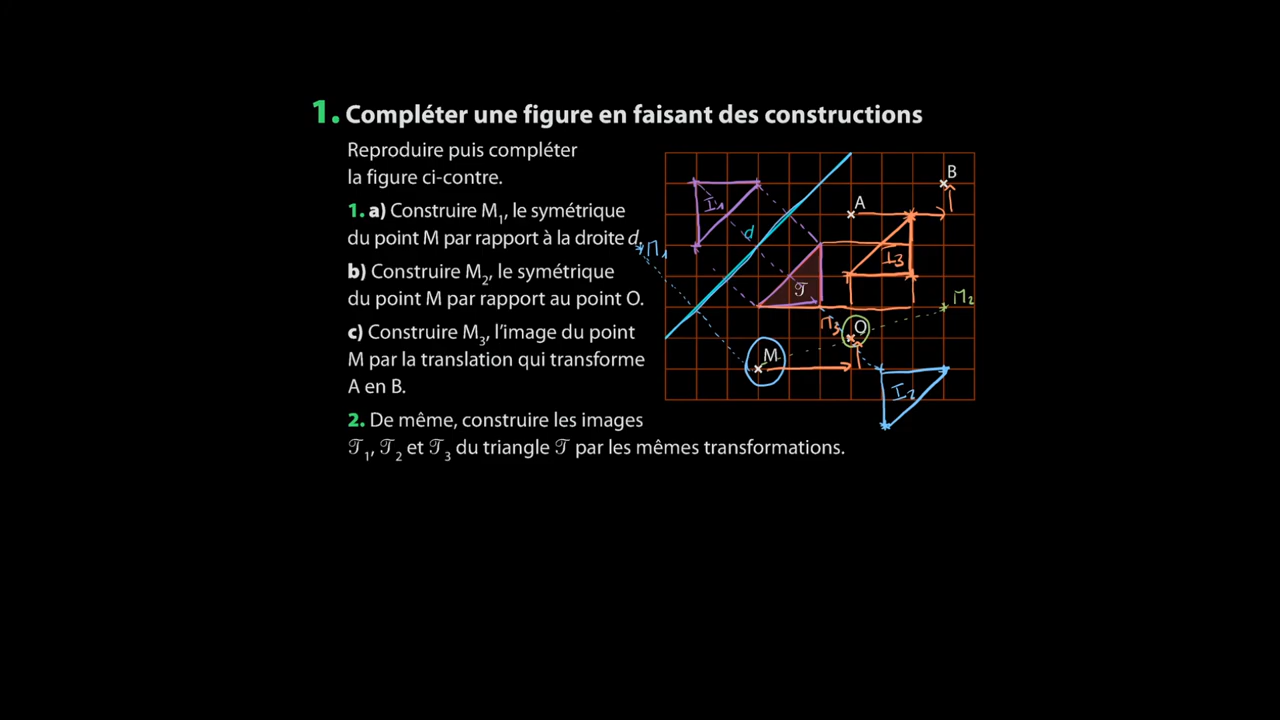 1. Compléter une figure en faisant des constructions
Reproduire puis compléter
la figure ci-contre.
1. a) Construire M₁, le symétrique
du point M par rapport à la droite d.
b) Construire M₂, le symétrique
du point M par rapport au point O.
c) Construire M₃, l'image du point
M par la translation qui transforme
A en B.
2. De même, construire les images
𝒯₁, 𝒯₂ et 𝒯₃ du triangle 𝒯 par les mêmes transformations.
B
A
I₁
d
M₁
I₃
𝒯
M₂
M₃
O
M
I₂